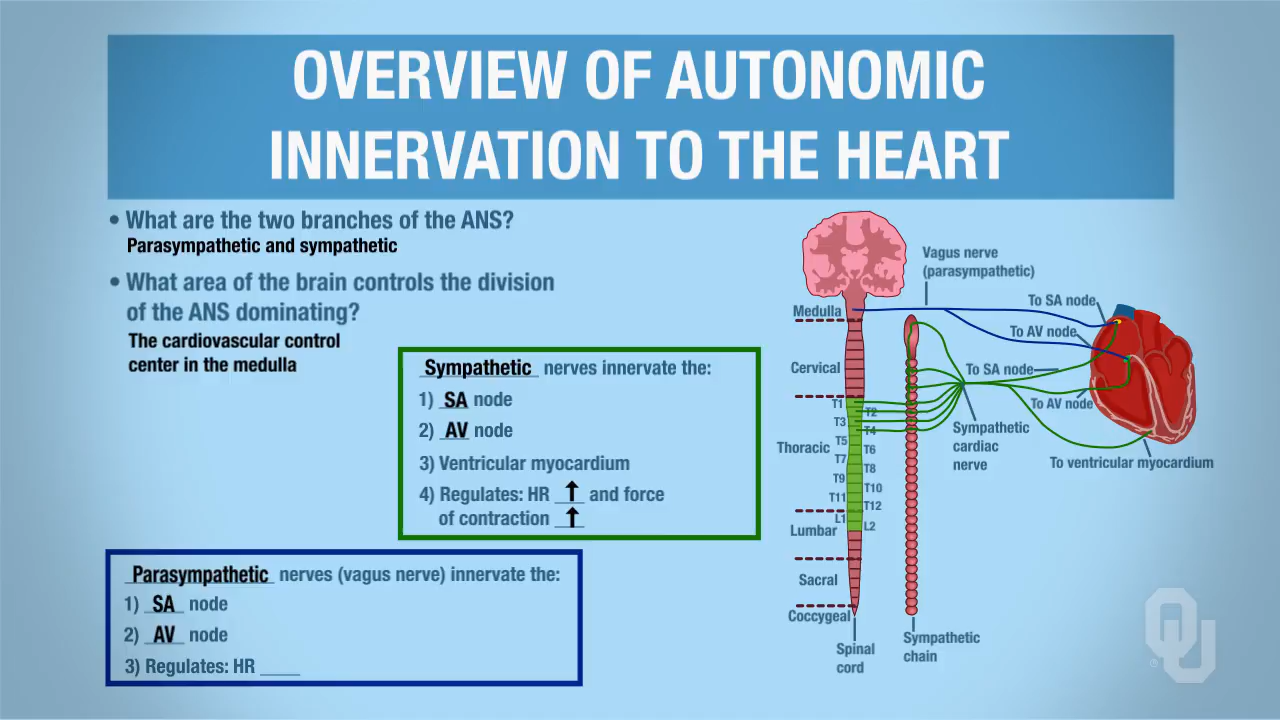 OVERVIEW OF AUTONOMIC
INNERVATION TO THE HEART
• What are the two branches of the ANS?
Parasympathetic and sympathetic
• What area of the brain controls the division
of the ANS dominating?
The cardiovascular control
center in the medulla
Sympathetic nerves innervate the:
1) SA node
2) AV node
3) Ventricular myocardium
4) Regulates: HR __↑__ and force
of contraction __↑__
Parasympathetic nerves (vagus nerve) innervate the:
1) SA node
2) AV node
3) Regulates: HR ____
Vagus nerve
(parasympathetic)
To SA node
Medulla
To AV node
Cervical
To SA node
T1
To AV node
T2
T3
T4
Sympathetic
cardiac
nerve
T5
Thoracic
T6
T7
To ventricular myocardium
T8
T9
T10
T11
T12
L1
L2
Lumbar
Sacral
Coccygeal
Spinal
cord
Sympathetic
chain
OU
®